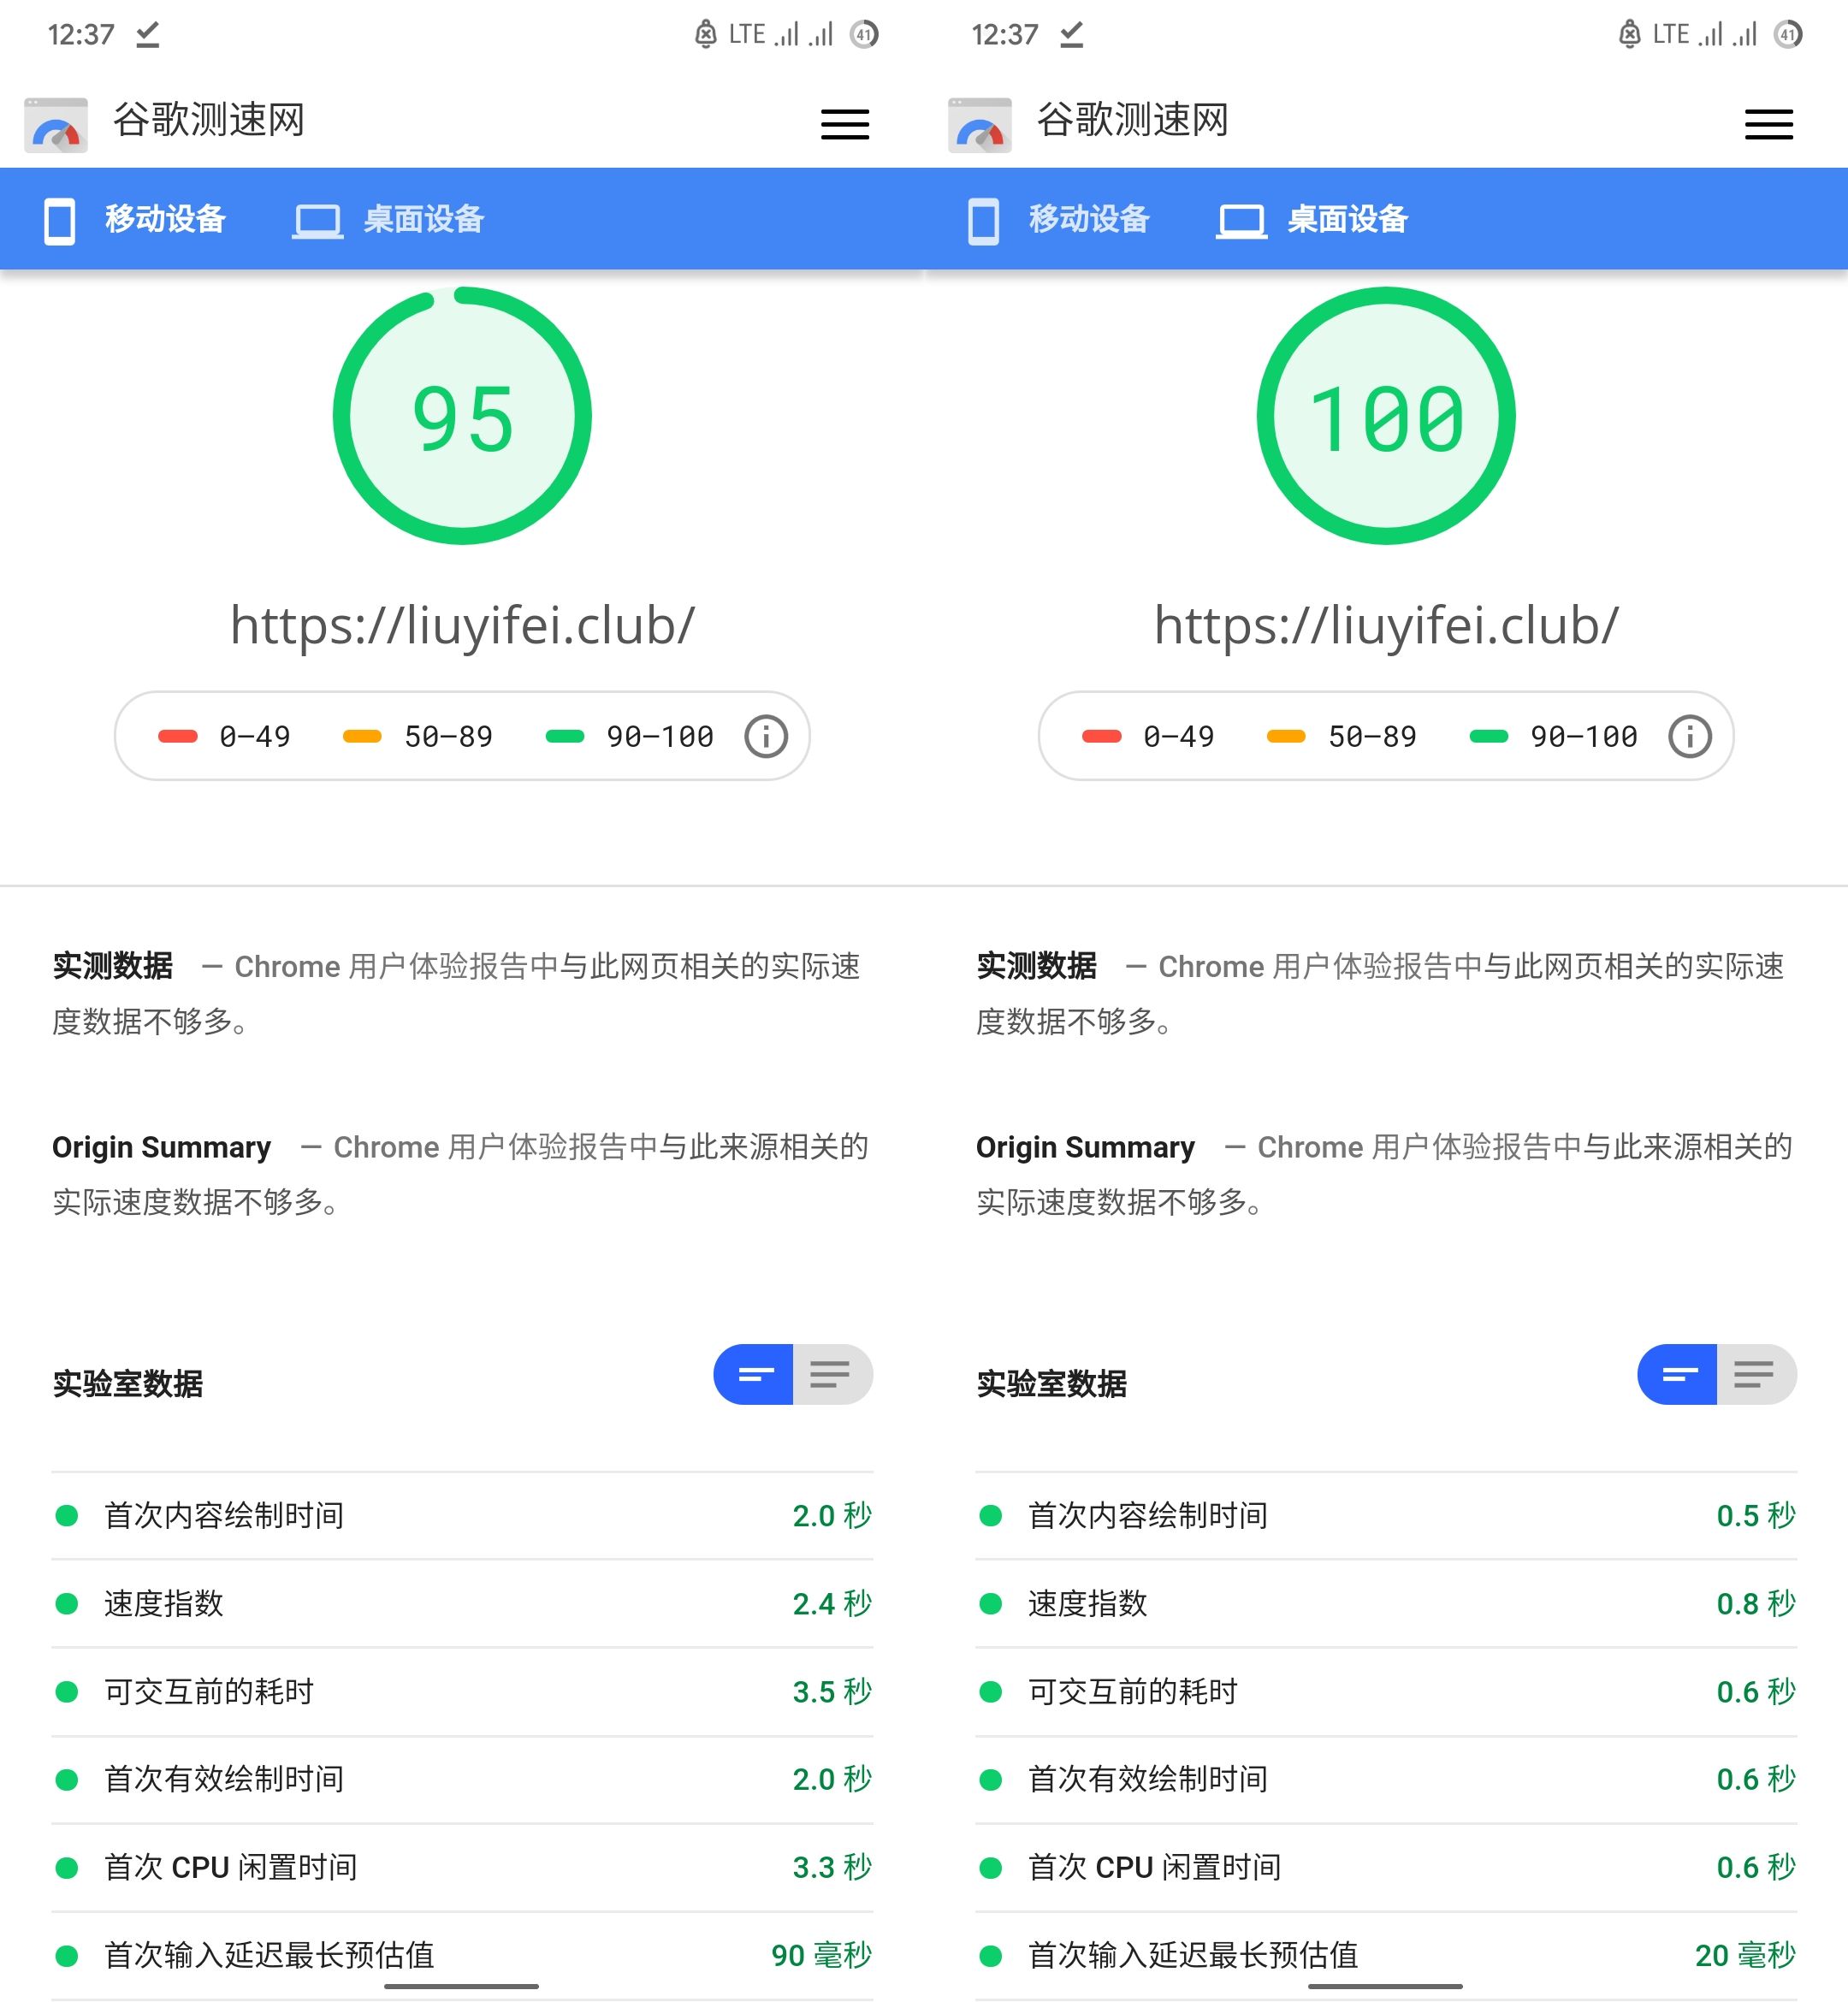 12:37 LTE 41
谷歌测速网
移动设备 桌面设备
95
https://liuyifei.club/
0–49 50–89 90–100
实测数据 — Chrome 用户体验报告中与此网页相关的实际速
度数据不够多。
Origin Summary — Chrome 用户体验报告中与此来源相关的
实际速度数据不够多。
实验室数据
首次内容绘制时间 2.0 秒
速度指数 2.4 秒
可交互前的耗时 3.5 秒
首次有效绘制时间 2.0 秒
首次 CPU 闲置时间 3.3 秒
首次输入延迟最长预估值 90 毫秒
12:37 LTE 41
谷歌测速网
移动设备 桌面设备
100
https://liuyifei.club/
0–49 50–89 90–100
实测数据 — Chrome 用户体验报告中与此网页相关的实际速
度数据不够多。
Origin Summary — Chrome 用户体验报告中与此来源相关的
实际速度数据不够多。
实验室数据
首次内容绘制时间 0.5 秒
速度指数 0.8 秒
可交互前的耗时 0.6 秒
首次有效绘制时间 0.6 秒
首次 CPU 闲置时间 0.6 秒
首次输入延迟最长预估值 20 毫秒